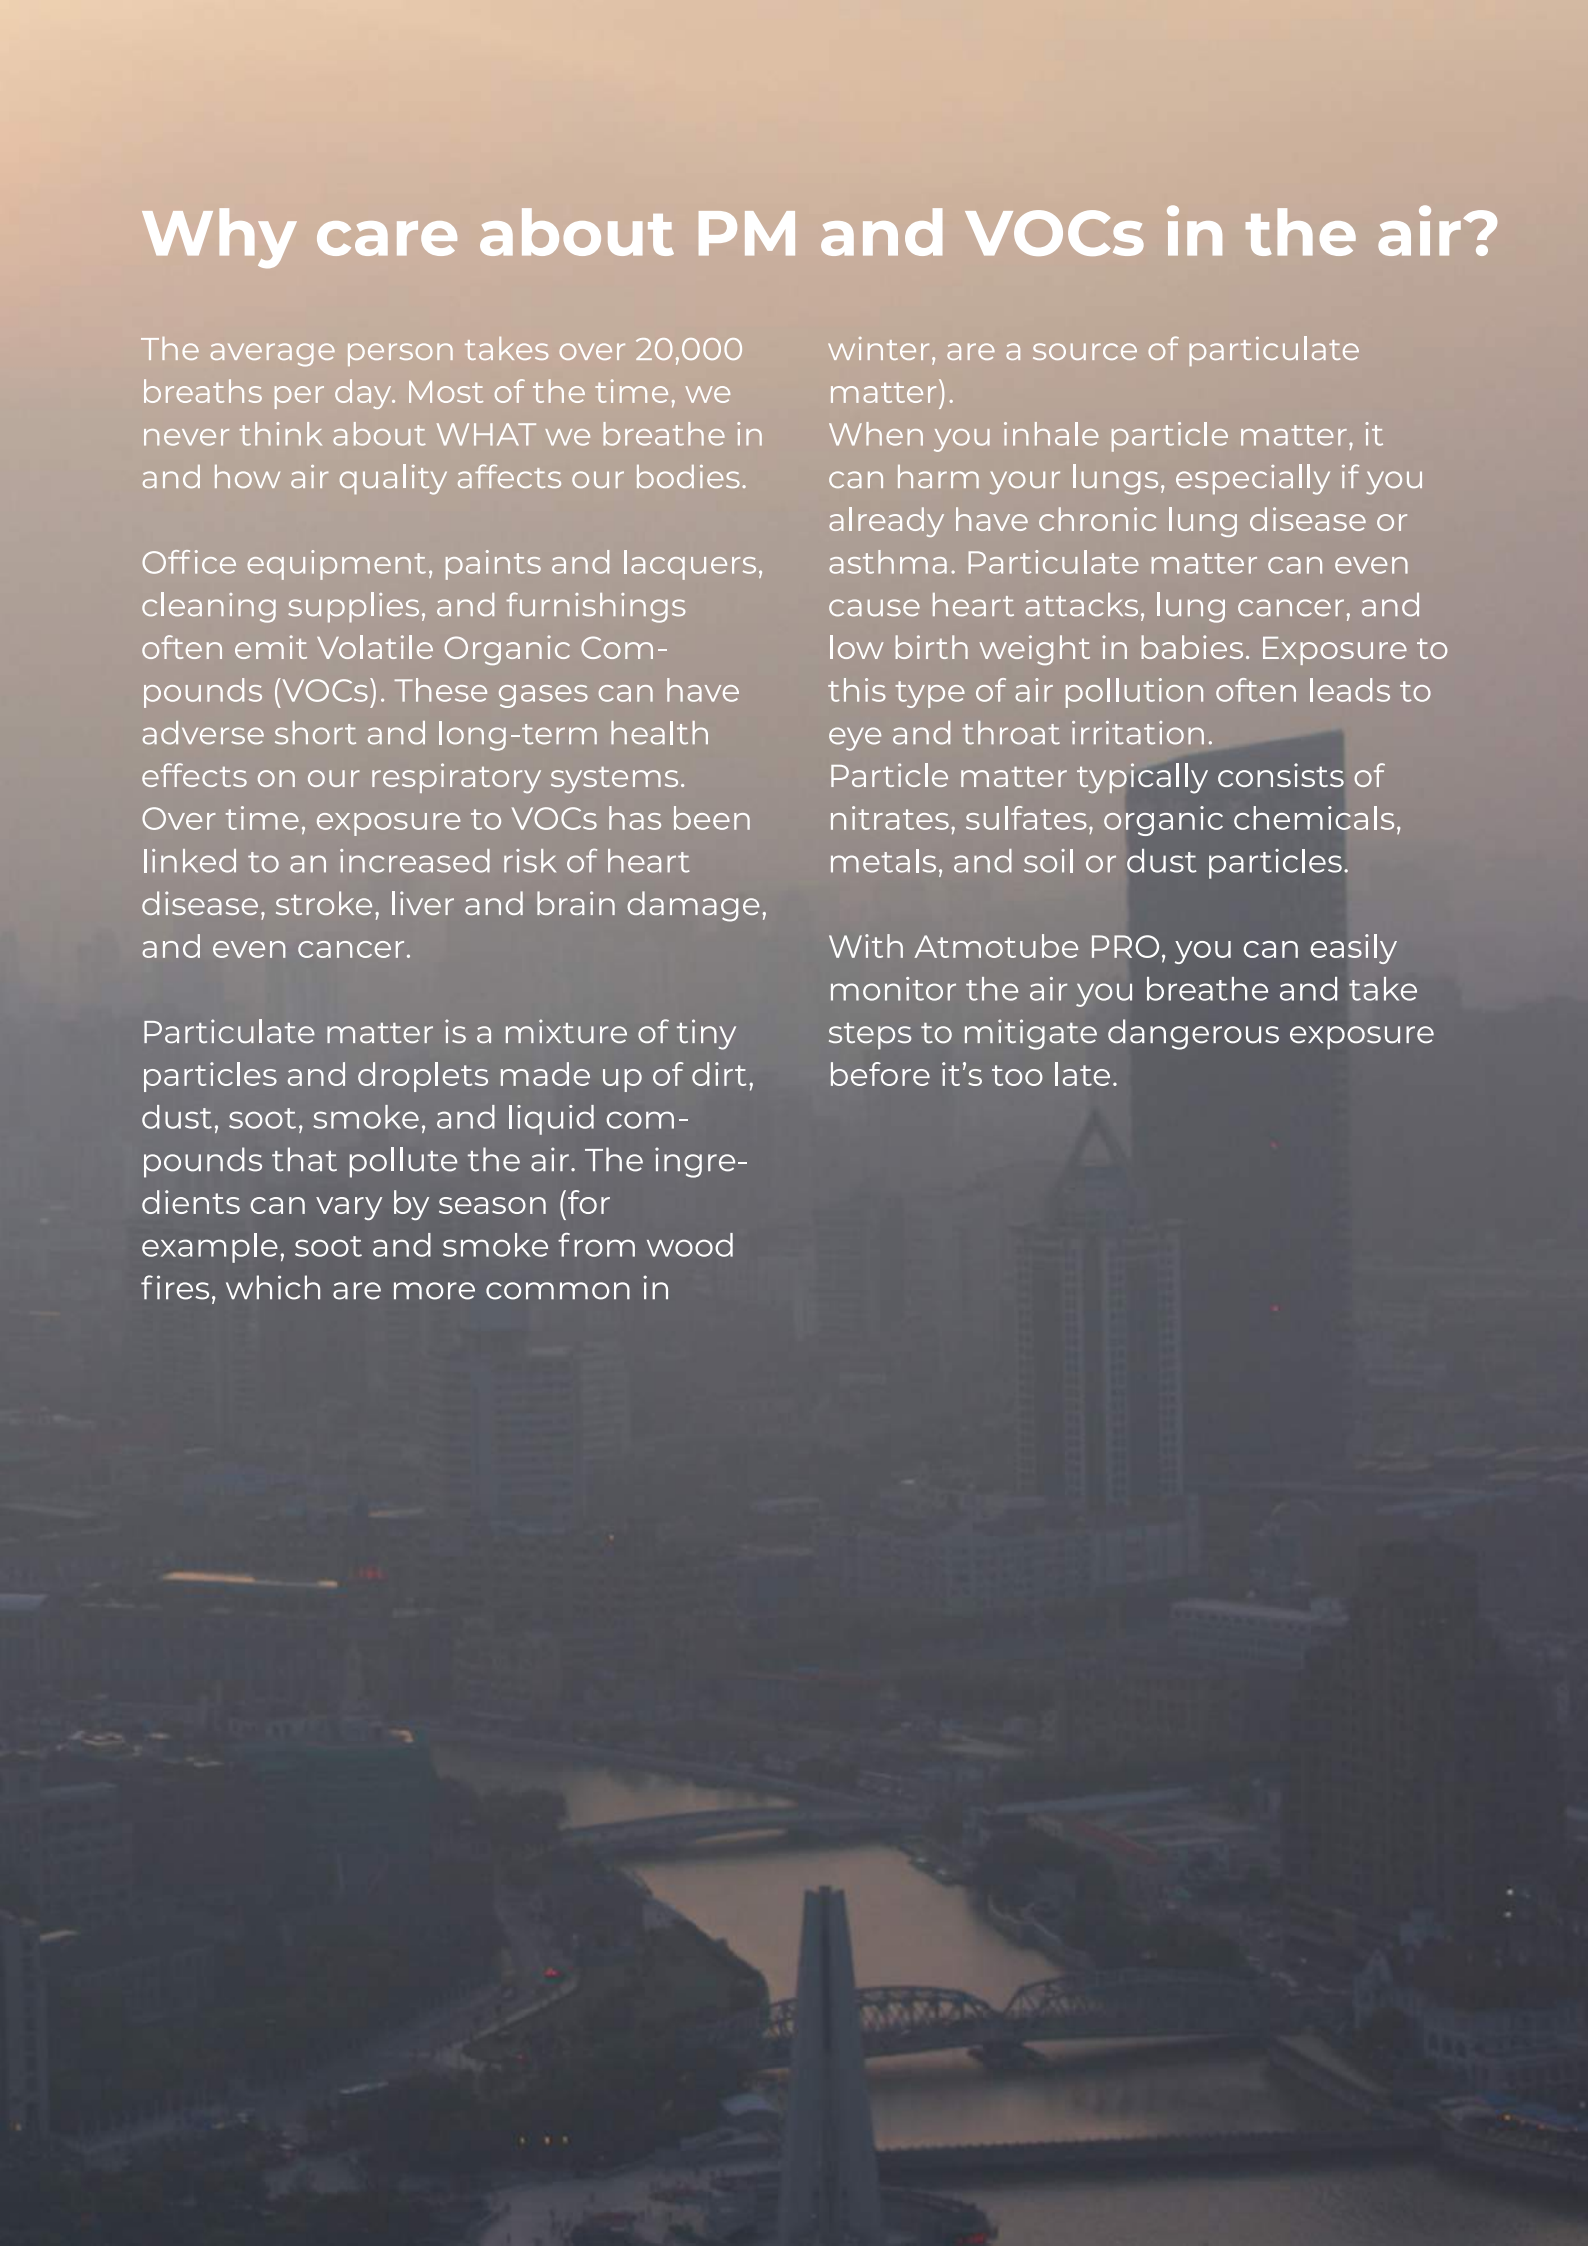 Why care about PM and VOCs in the air?
The average person takes over 20,000
breaths per day. Most of the time, we
never think about WHAT we breathe in
and how air quality affects our bodies.
Office equipment, paints and lacquers,
cleaning supplies, and furnishings
often emit Volatile Organic Com-
pounds (VOCs). These gases can have
adverse short and long-term health
effects on our respiratory systems.
Over time, exposure to VOCs has been
linked to an increased risk of heart
disease, stroke, liver and brain damage,
and even cancer.
Particulate matter is a mixture of tiny
particles and droplets made up of dirt,
dust, soot, smoke, and liquid com-
pounds that pollute the air. The ingre-
dients can vary by season (for
example, soot and smoke from wood
fires, which are more common in
winter, are a source of particulate
matter).
When you inhale particle matter, it
can harm your lungs, especially if you
already have chronic lung disease or
asthma. Particulate matter can even
cause heart attacks, lung cancer, and
low birth weight in babies. Exposure to
this type of air pollution often leads to
eye and throat irritation.
Particle matter typically consists of
nitrates, sulfates, organic chemicals,
metals, and soil or dust particles.
With Atmotube PRO, you can easily
monitor the air you breathe and take
steps to mitigate dangerous exposure
before it’s too late.